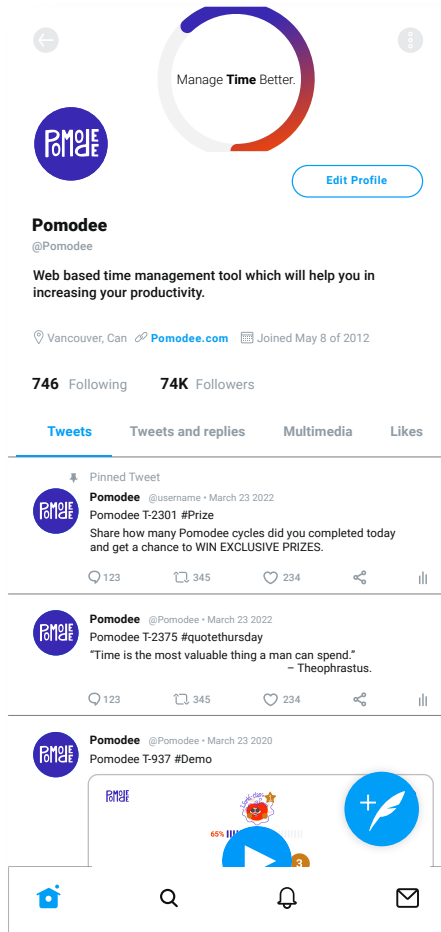 Manage Time Better.
POMODEE
Edit Profile
Pomodee
@Pomodee
Web based time management tool which will help you in
increasing your productivity.
Vancouver, Can Pomodee.com Joined May 8 of 2012
746 Following 74K Followers
Tweets Tweets and replies Multimedia Likes
Pinned Tweet
POMODEE
Pomodee @username • March 23 2022
Pomodee T-2301 #Prize
Share how many Pomodee cycles did you completed today
and get a chance to WIN EXCLUSIVE PRIZES.
123 345 234
POMODEE
Pomodee @Pomodee • March 23 2022
Pomodee T-2375 #quotethursday
“Time is the most valuable thing a man can spend.”
– Theophrastus.
123 345 234
POMODEE
Pomodee @Pomodee • March 23 2020
Pomodee T-937 #Demo
POMODEE
65%
3